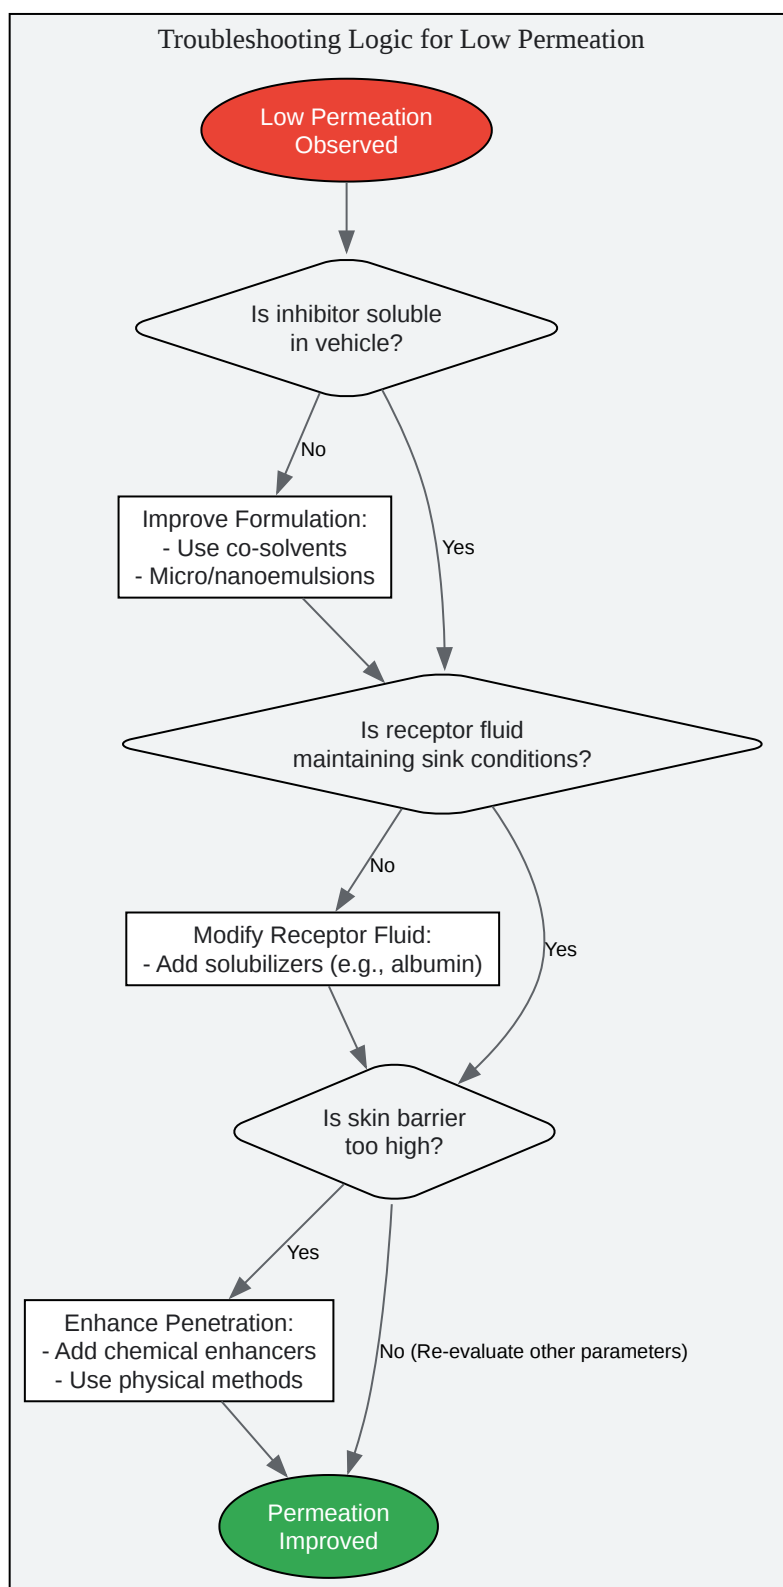 Troubleshooting Logic for Low Permeation
Low Permeation
Observed
Is inhibitor soluble
in vehicle?
No
Improve Formulation:
- Use co-solvents
- Micro/nanoemulsions
Yes
Is receptor fluid
maintaining sink conditions?
No
Modify Receptor Fluid:
- Add solubilizers (e.g., albumin)
Yes
Is skin barrier
too high?
Yes
Enhance Penetration:
- Add chemical enhancers
- Use physical methods
No (Re-evaluate other parameters)
Permeation
Improved